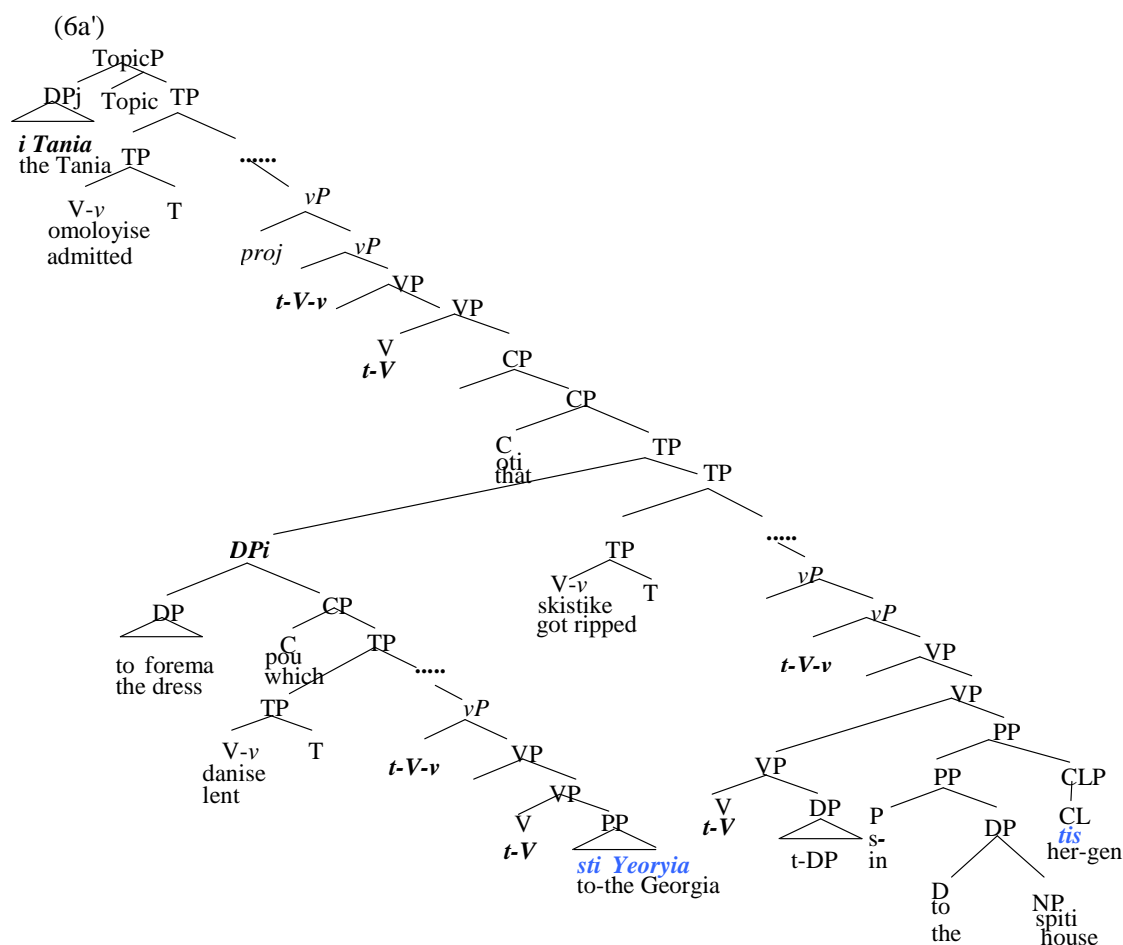 (6a')
TopicP
DPj Topic TP
i Tania
the Tania
TP ......
V-v T
omoloyise
admitted
vP
proj vP
t-V-v VP
VP
V
t-V
CP
CP
C
oti
that
TP
TP
DPi
DP CP
to forema
the dress
C
pou
which
TP
TP .....
V-v T
danise
lent
vP
t-V-v VP
VP
V
t-V
PP
sti Yeoryia
to-the Georgia
TP .....
V-v T
skistike
got ripped
vP
vP
t-V-v VP
VP
VP PP
V
t-V
DP
t-DP
PP CLP
P
s-
in
DP
CL
tis
her-gen
D
to
the
NP
spiti
house